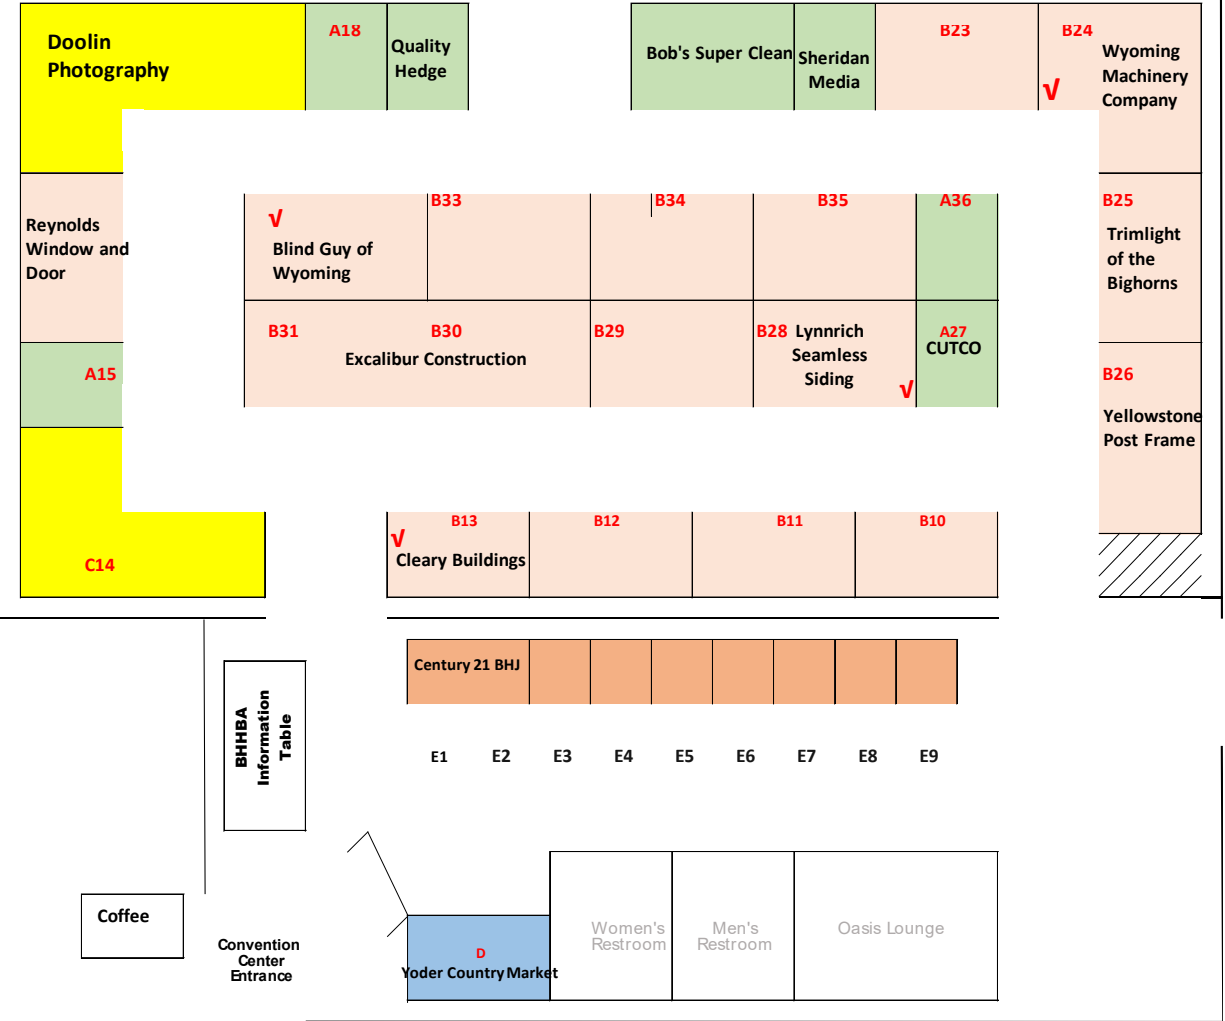 Doolin
Photography
A18
Quality
Hedge
Bob's Super Clean
Sheridan
Media
B23
B24
√
Wyoming
Machinery
Company
Reynolds
Window and
Door
√
Blind Guy of
Wyoming
B33
B34
B35
A36
B25
Trimlight
of the
Bighorns
B31
B30
Excalibur Construction
B29
B28
Lynnrich
Seamless
Siding
√
A27
CUTCO
A15
B26
Yellowstone
Post Frame
C14
B13
√
Cleary Buildings
B12
B11
B10
Century 21 BHJ
BHHBA
Information
Table
E1 E2 E3 E4 E5 E6 E7 E8 E9
Coffee
Convention
Center
Entrance
D
Yoder Country Market
Women's
Restroom
Men's
Restroom
Oasis Lounge